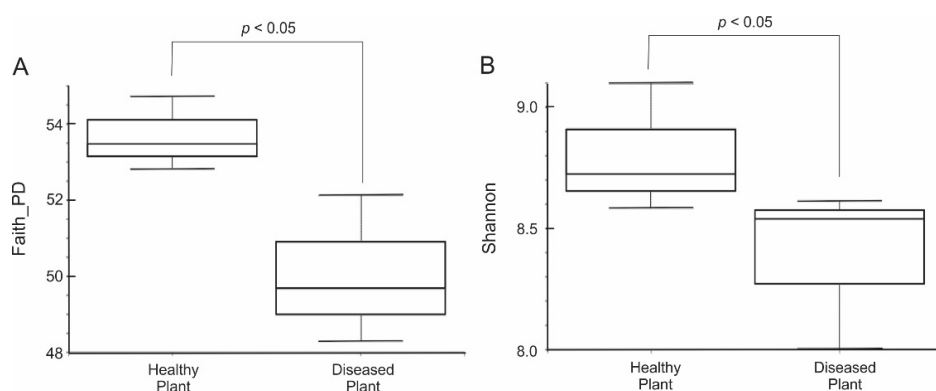 A
p < 0.05
Faith_PD
54
52
50
48
Healthy
Plant
Diseased
Plant
B
p < 0.05
Shannon
9.0
8.5
8.0
Healthy
Plant
Diseased
Plant